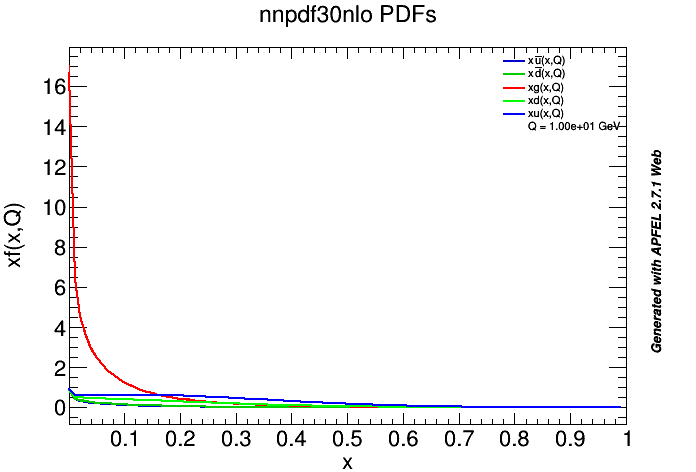 nnpdf30nlo PDFs
xf(x,Q)
16
14
12
10
8
6
4
2
0
xu̅(x,Q)
xd̅(x,Q)
xg(x,Q)
xd(x,Q)
xu(x,Q)
Q = 1.00e+01 GeV
0.1 0.2 0.3 0.4 0.5 0.6 0.7 0.8 0.9 1
x
Generated with APFEL 2.7.1 Web